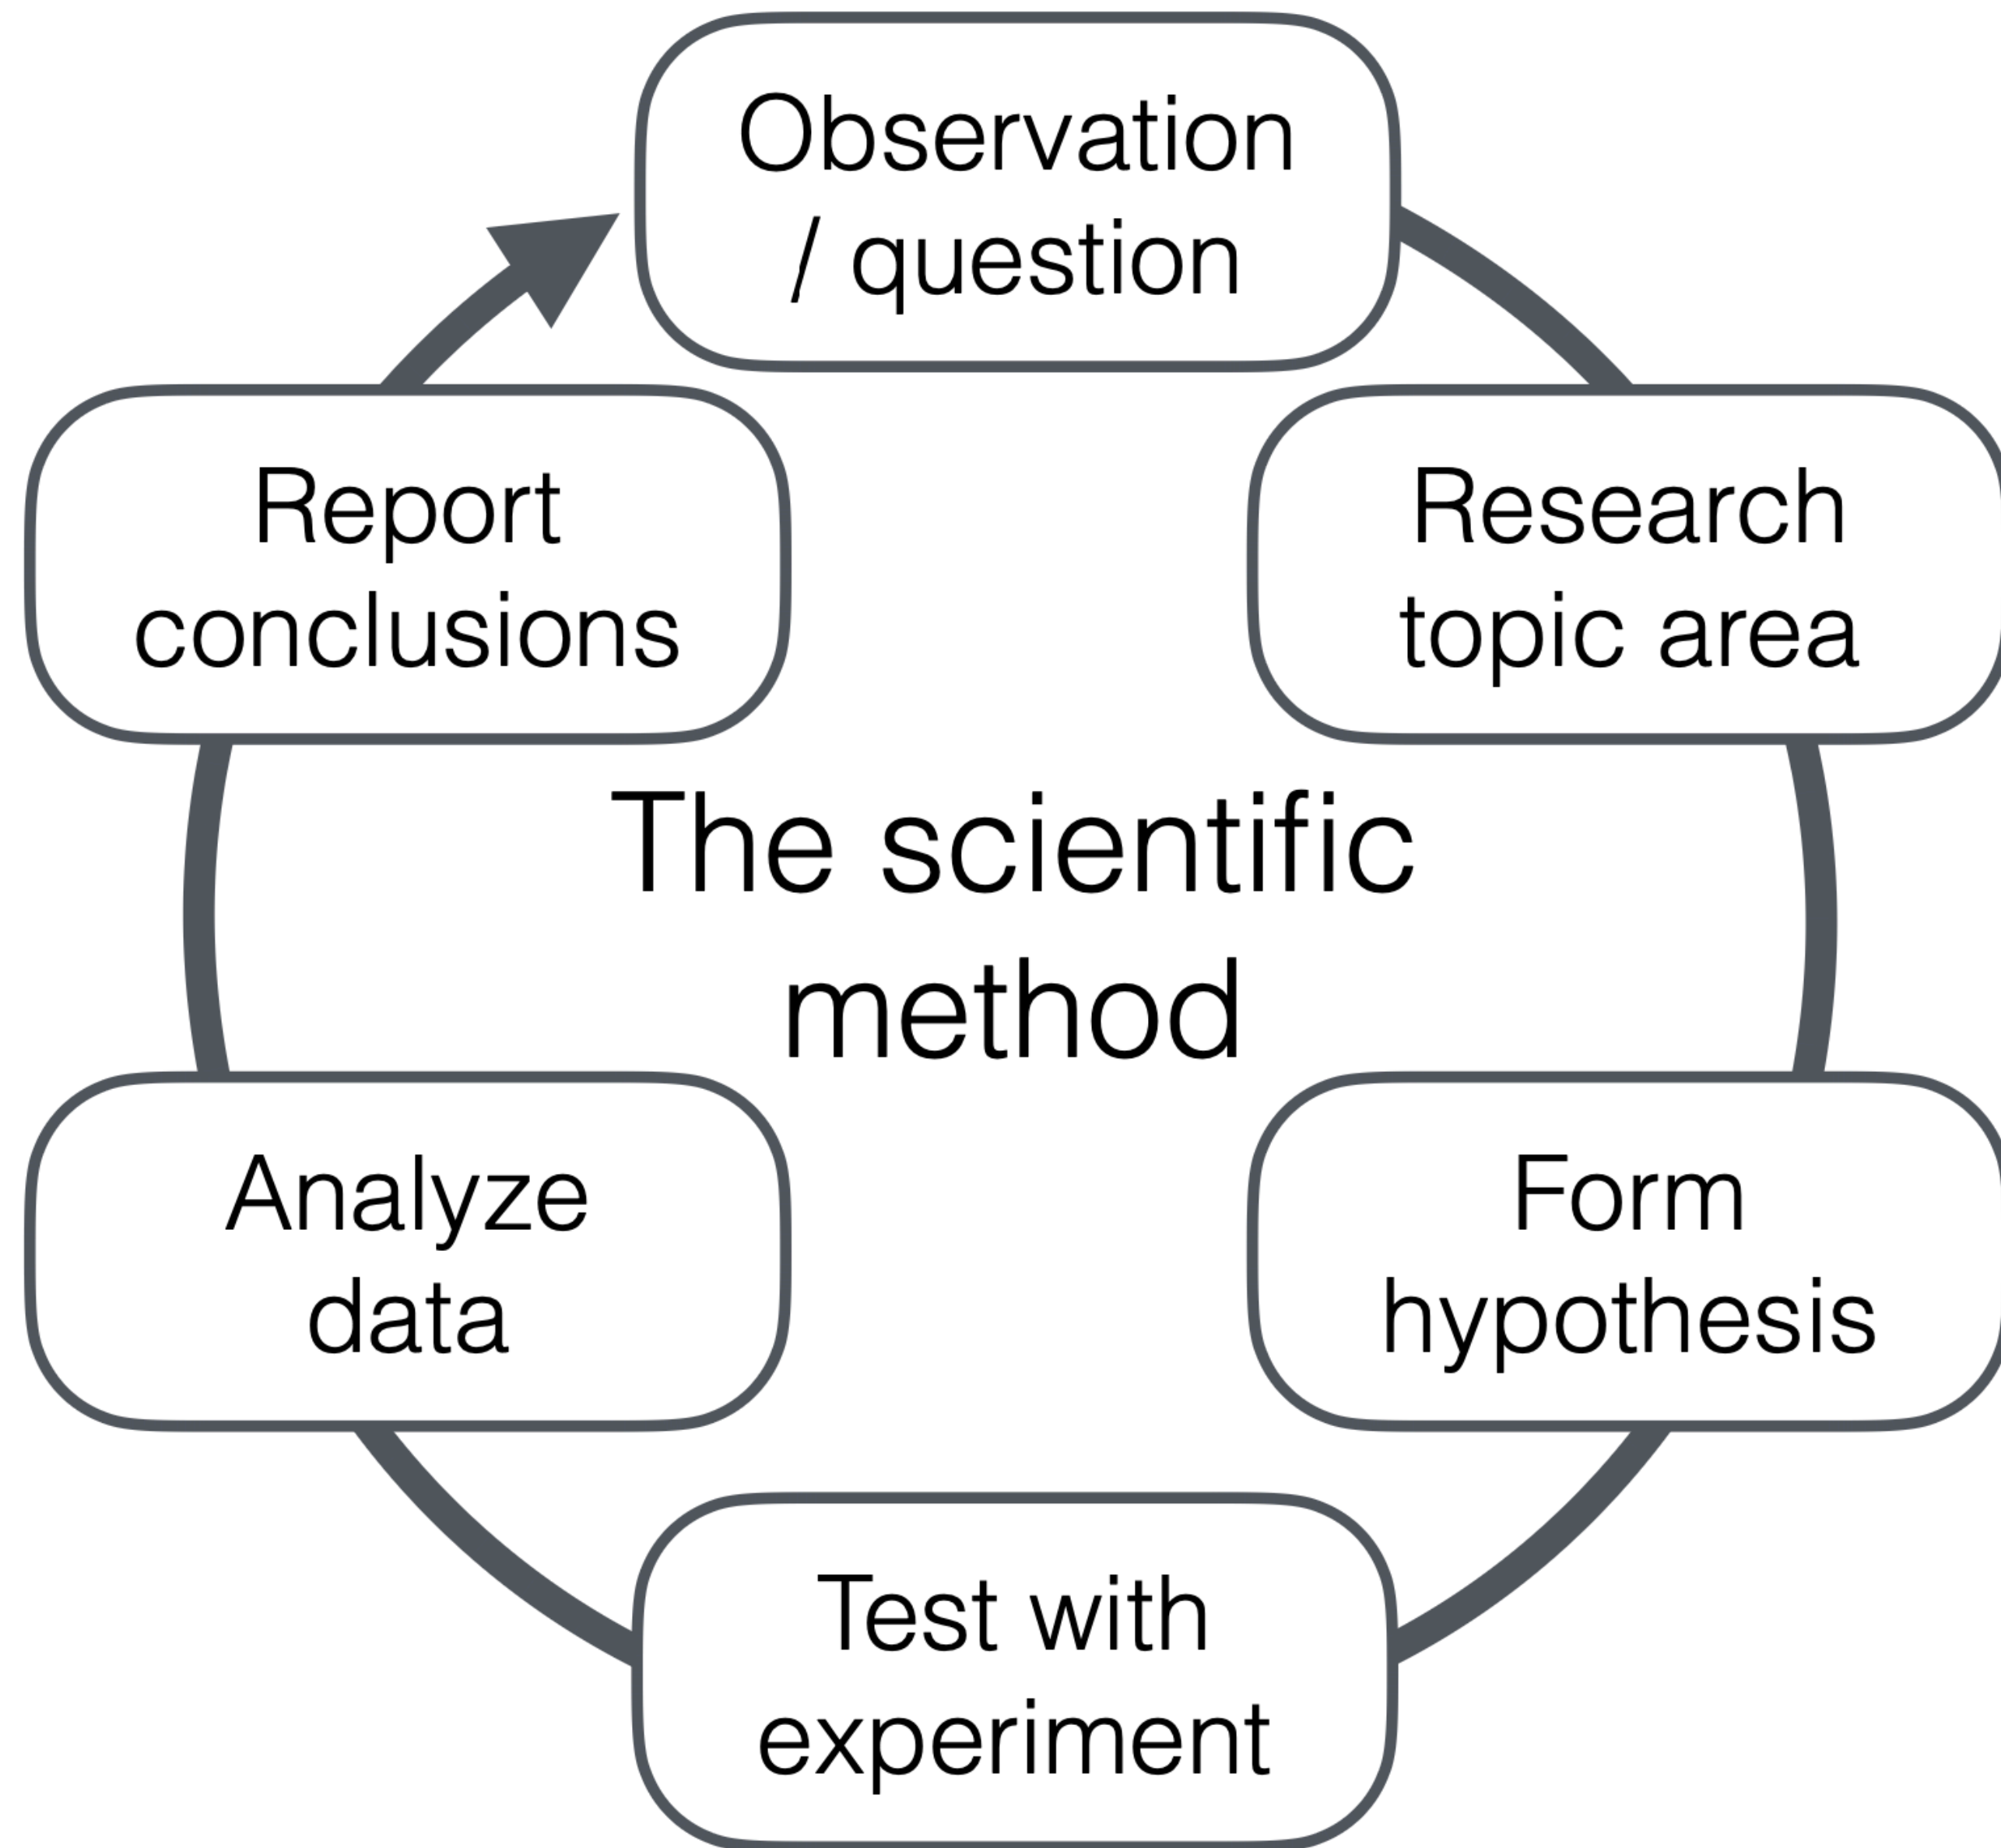 Observation
/ question
Research
topic area
Form
hypothesis
Test with
experiment
Analyze
data
Report
conclusions
The scientific
method